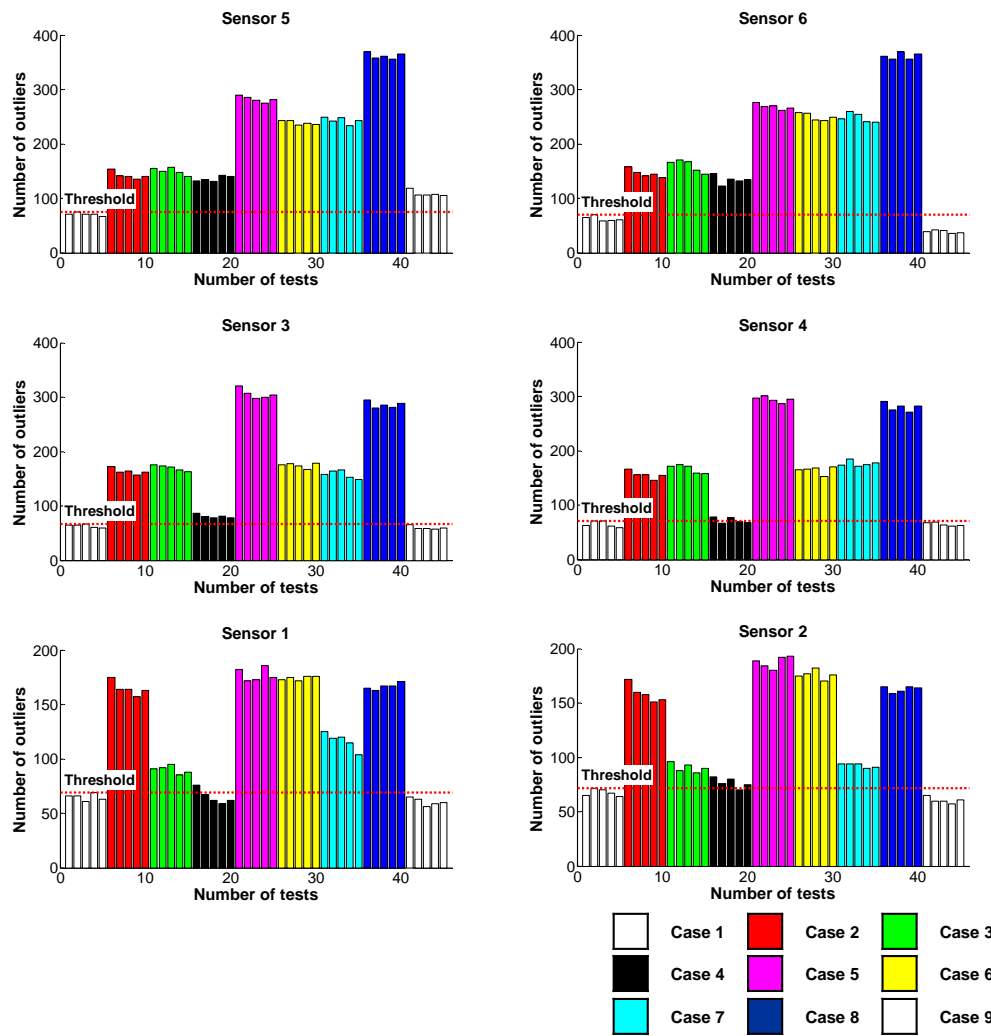 Sensor 5
Number of outliers
400
300
200
100
0
Threshold
0 10 20 30 40
Number of tests
Sensor 6
Number of outliers
400
300
200
100
0
Threshold
0 10 20 30 40
Number of tests
Sensor 3
Number of outliers
400
300
200
100
0
Threshold
0 10 20 30 40
Number of tests
Sensor 4
Number of outliers
400
300
200
100
0
Threshold
0 10 20 30 40
Number of tests
Sensor 1
Number of outliers
200
150
100
50
0
Threshold
0 10 20 30 40
Number of tests
Sensor 2
Number of outliers
200
150
100
50
0
Threshold
0 10 20 30 40
Number of tests
Case 1 Case 2 Case 3
Case 4 Case 5 Case 6
Case 7 Case 8 Case 9